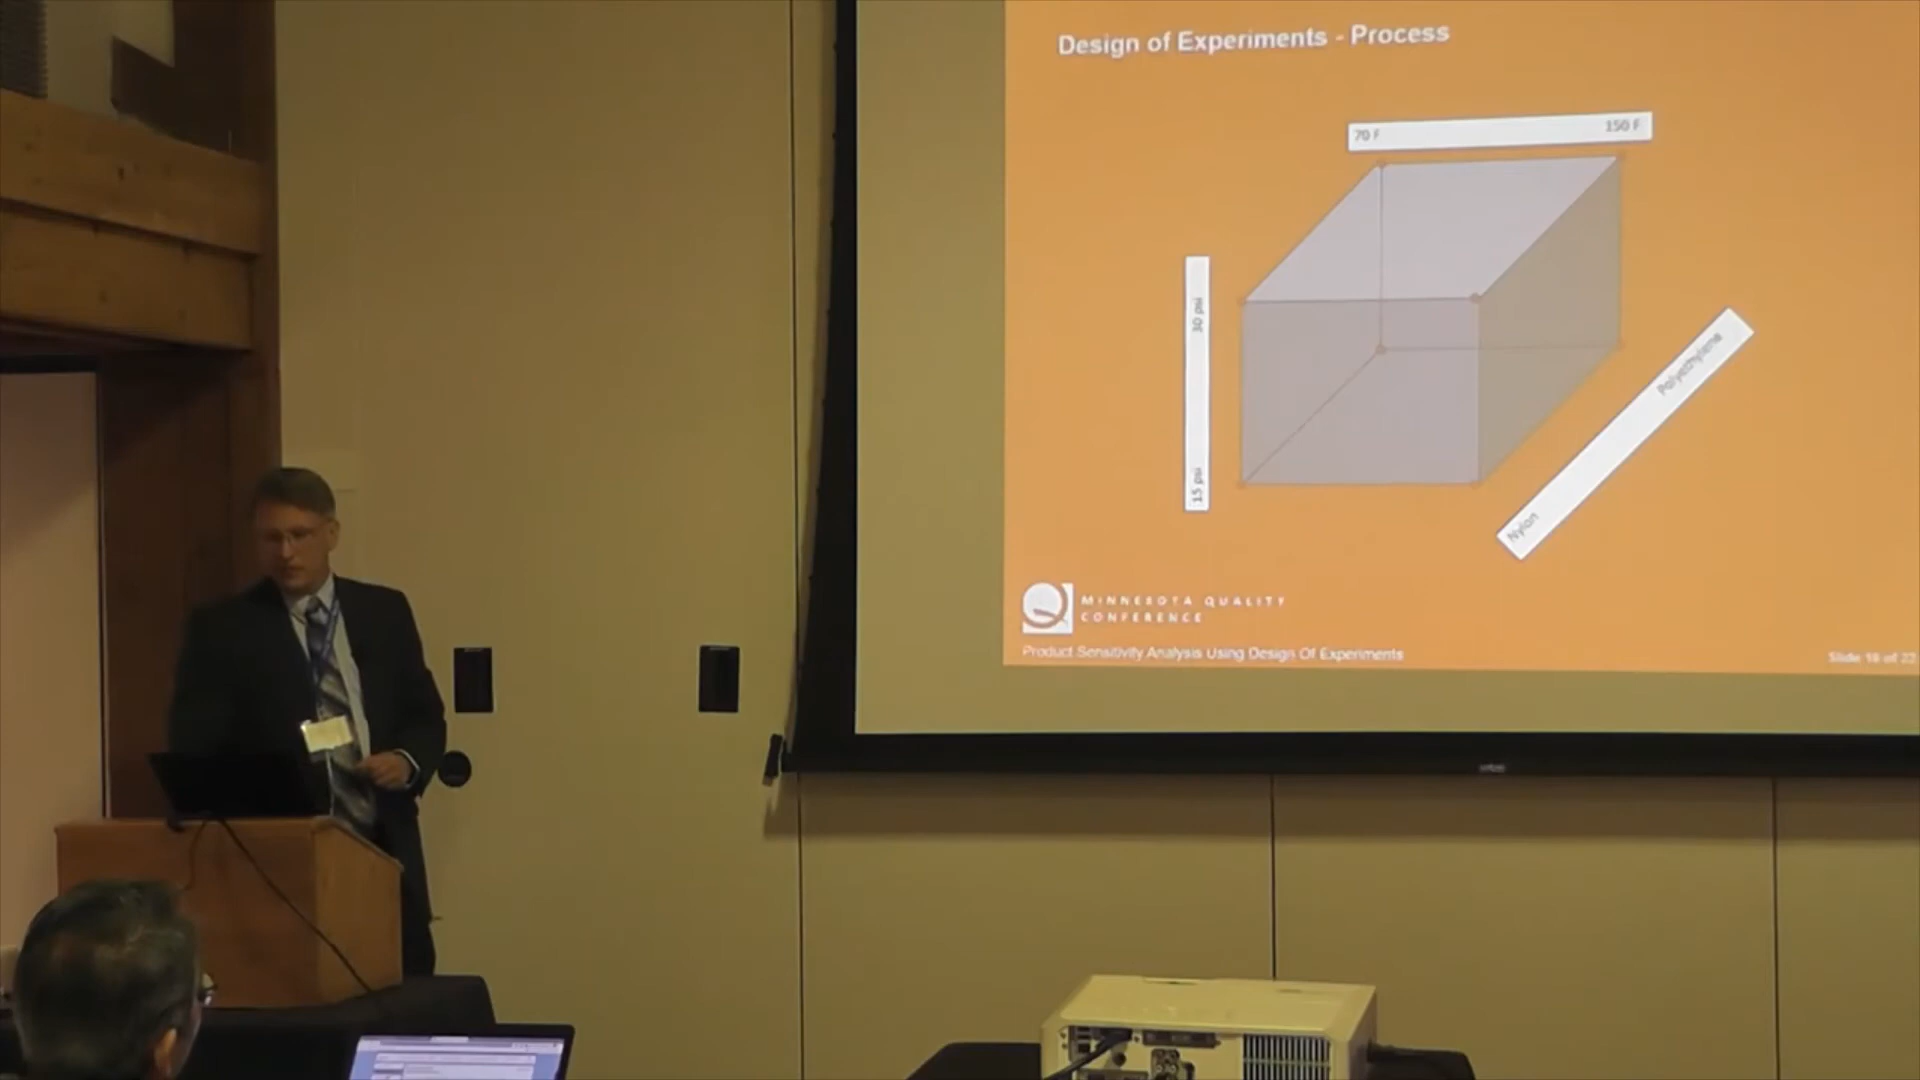 Design of Experiments - Process
70 F
150 F
30 psi
15 psi
Polyethylene
Nylon
MINNESOTA QUALITY
CONFERENCE
Product Sensitivity Analysis Using Design Of Experiments